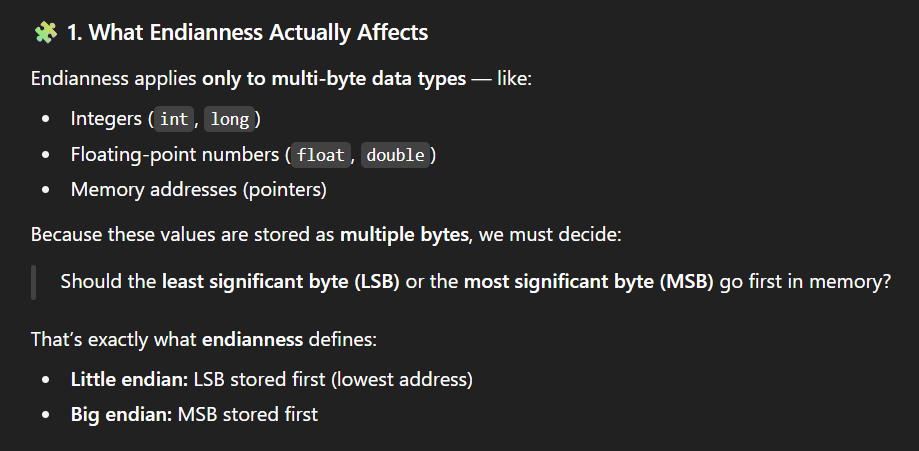 🧩 1. What Endianness Actually Affects
Endianness applies only to multi-byte data types — like:
• Integers (int, long)
• Floating-point numbers (float, double)
• Memory addresses (pointers)
Because these values are stored as multiple bytes, we must decide:
Should the least significant byte (LSB) or the most significant byte (MSB) go first in memory?
That’s exactly what endianness defines:
• Little endian: LSB stored first (lowest address)
• Big endian: MSB stored first